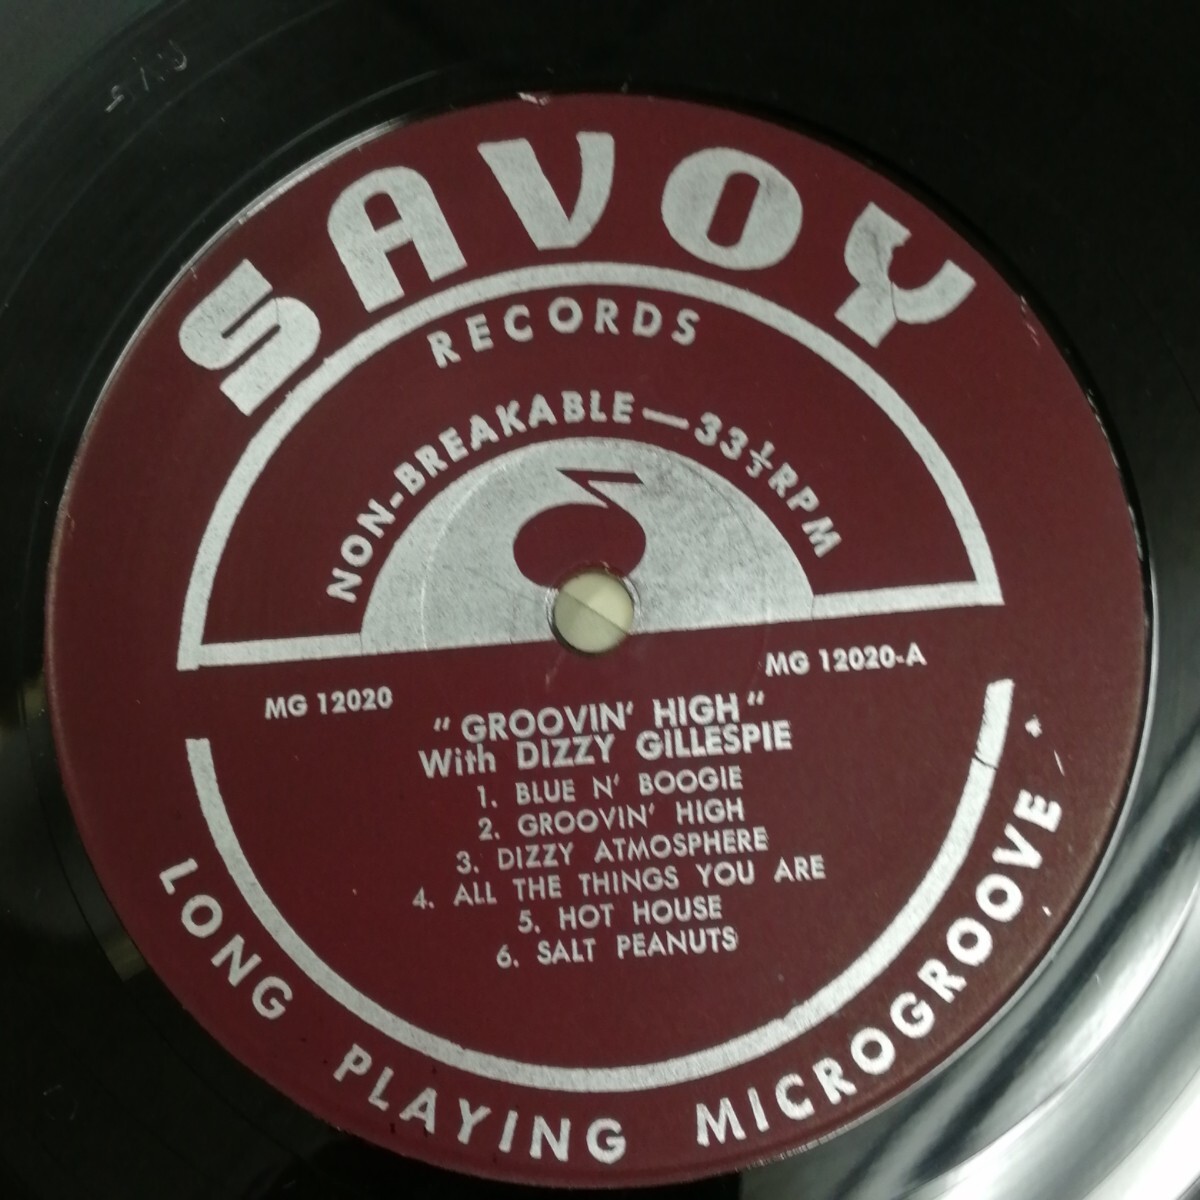 SAVOY
RECORDS
NON-BREAKABLE—33⅓RPM
MG 12020
MG 12020-A
"GROOVIN' HIGH"
With DIZZY GILLESPIE
1. BLUE N' BOOGIE
2. GROOVIN' HIGH
3. DIZZY ATMOSPHERE
4. ALL THE THINGS YOU ARE
5. HOT HOUSE
6. SALT PEANUTS
LONG PLAYING MICROGROOVE